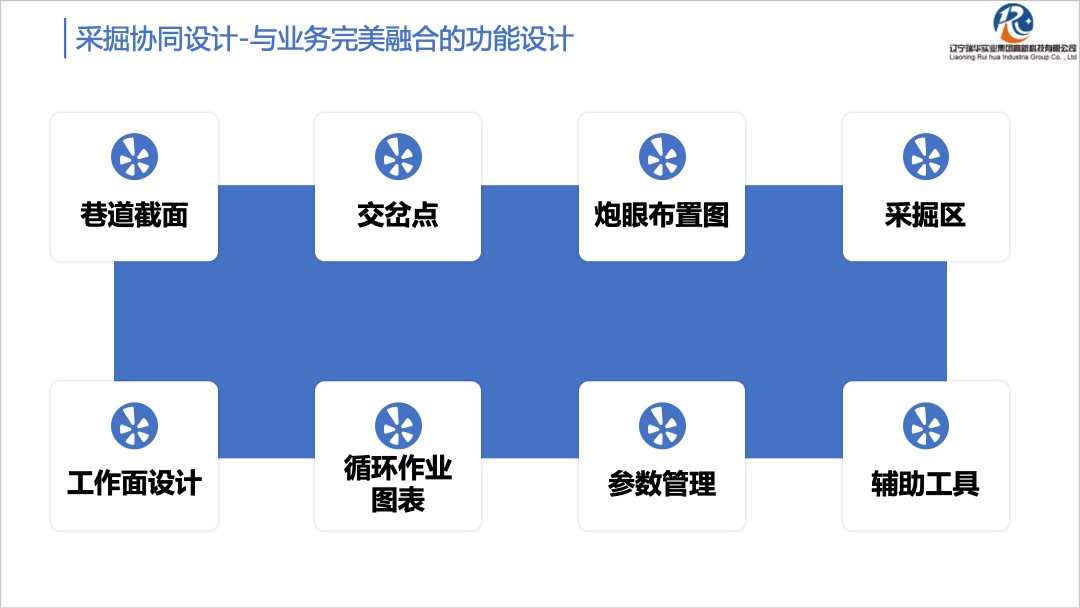 采掘协同设计-与业务完美融合的功能设计
辽宁瑞华实业集团高新科技有限公司
Liaoning Rui hua Industria Group Co. , Ltd
巷道截面
交岔点
炮眼布置图
采掘区
工作面设计
循环作业
图表
参数管理
辅助工具